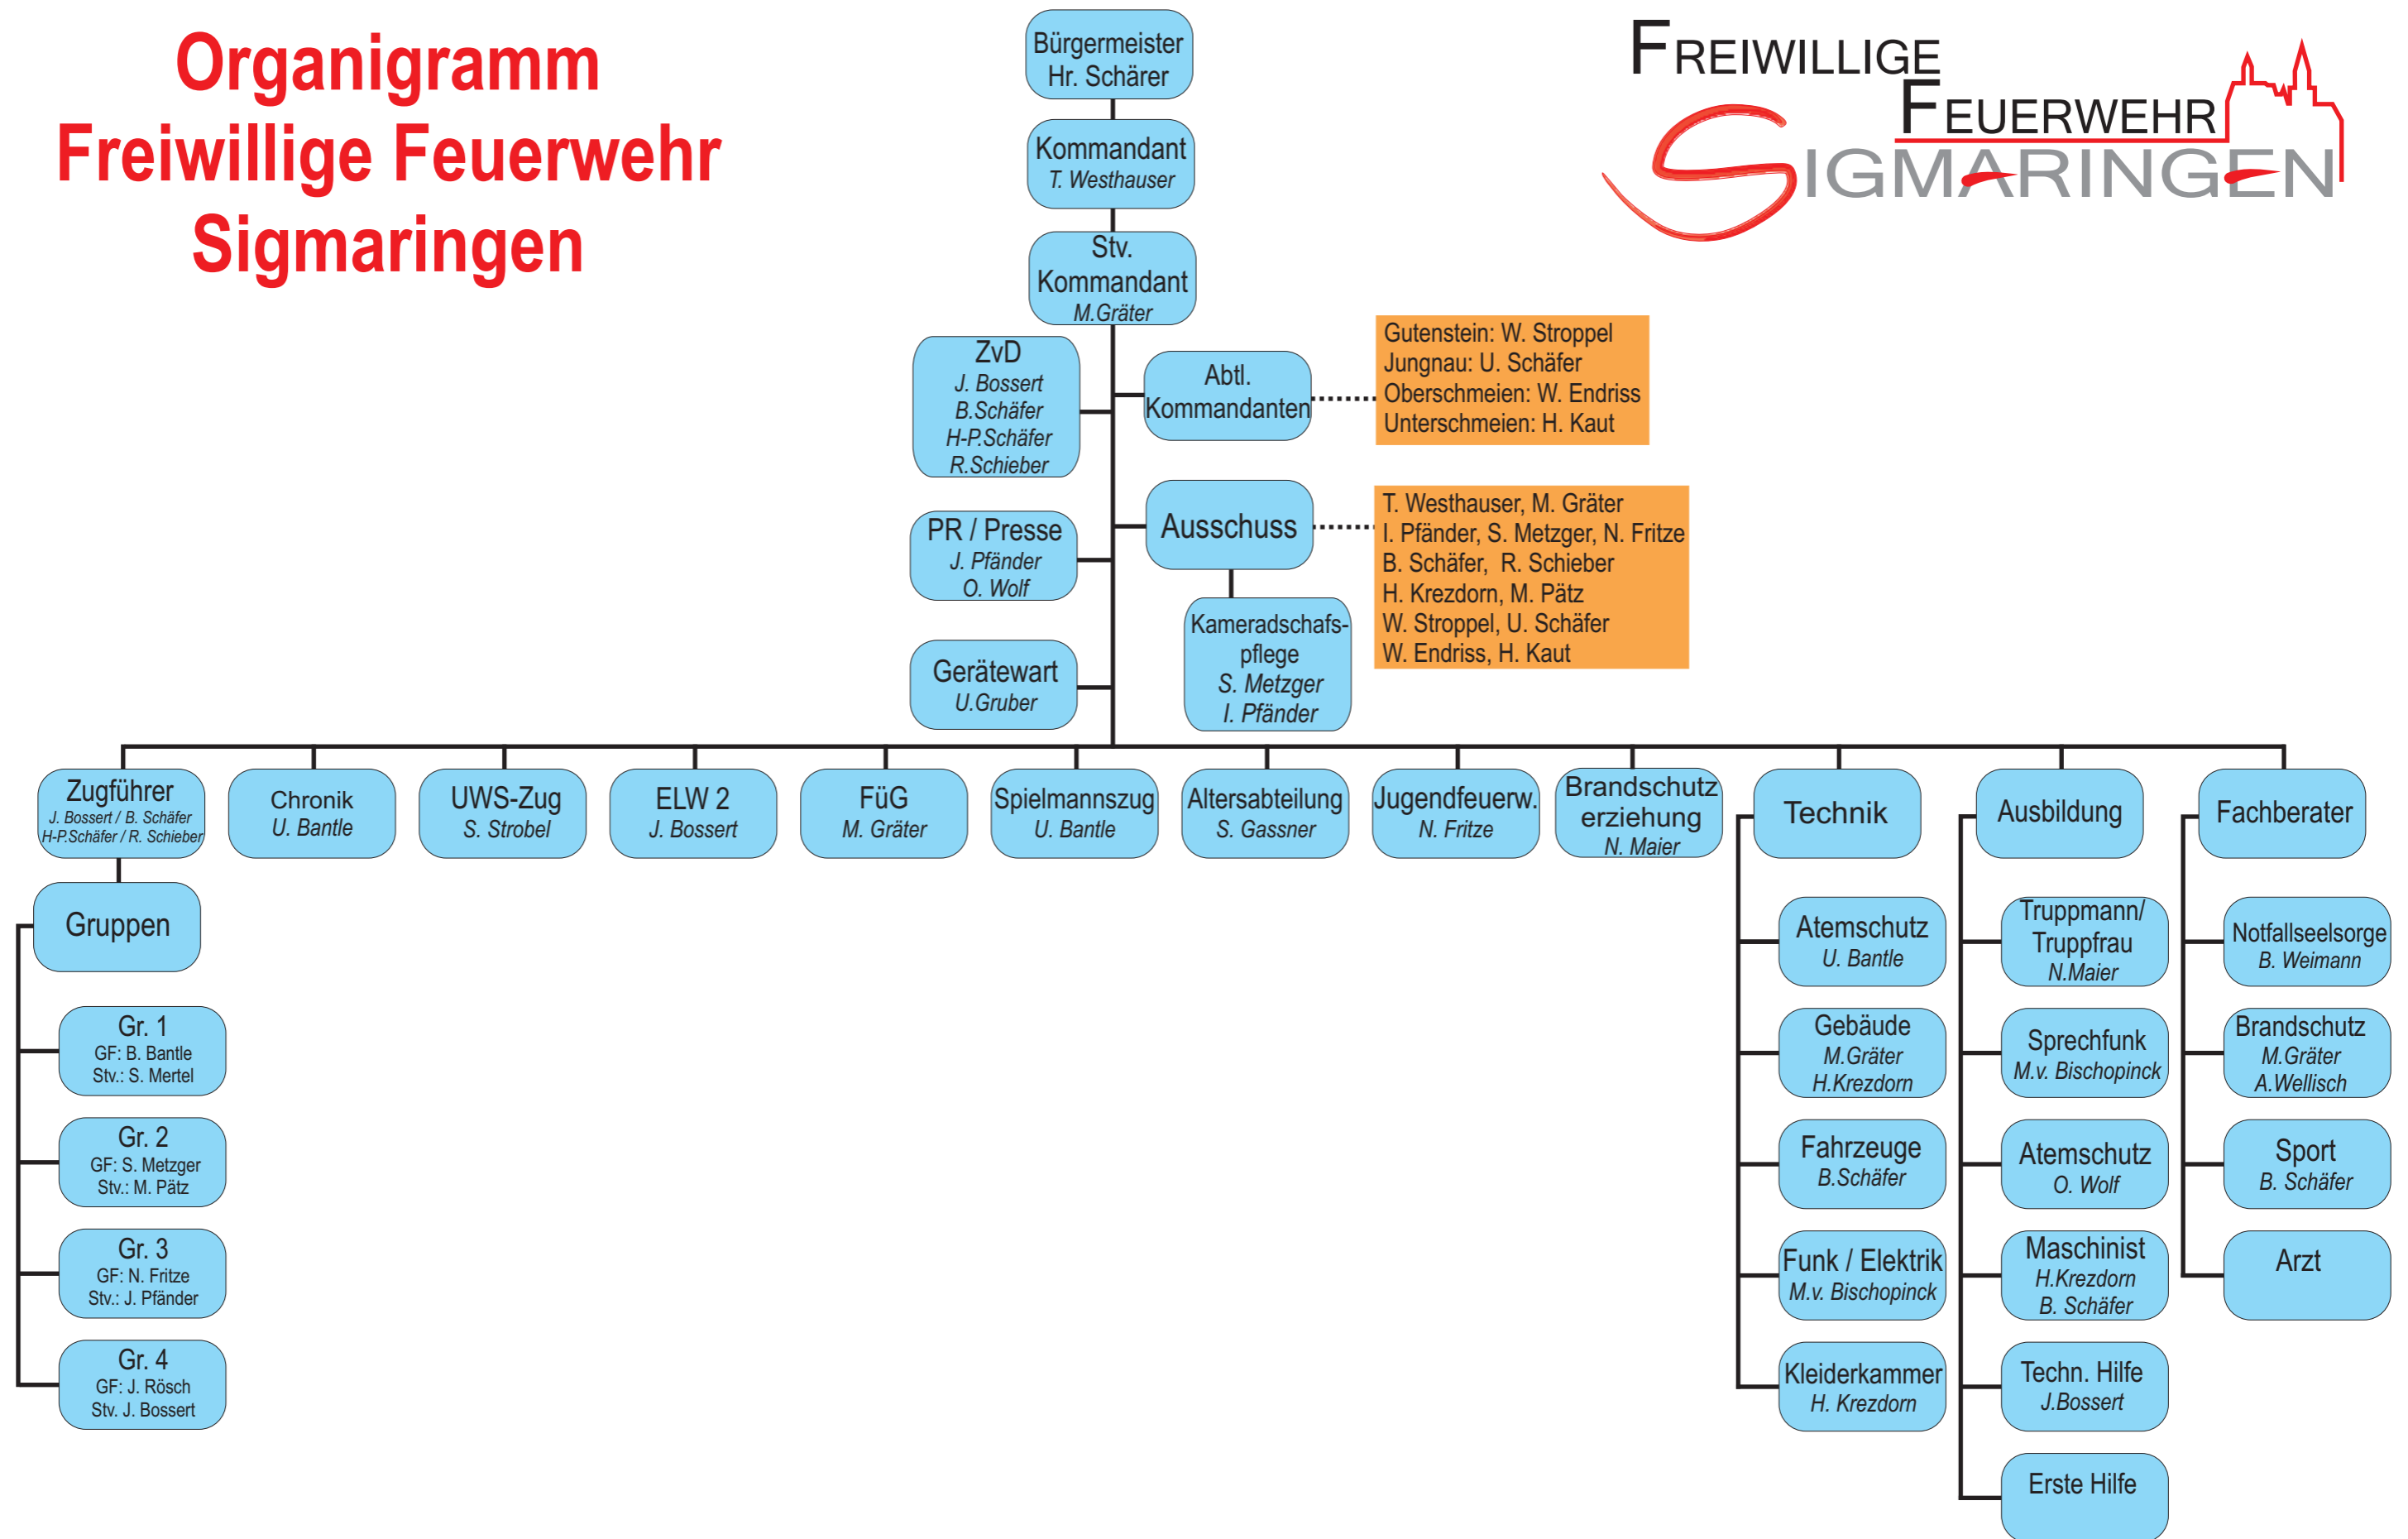 Organigramm
Freiwillige Feuerwehr
Sigmaringen
FREIWILLIGE
FEUERWEHR
SIGMARINGEN
Bürgermeister
Hr. Schärer
Kommandant
T. Westhauser
Stv.
Kommandant
M.Gräter
ZvD
J. Bossert
B.Schäfer
H-P.Schäfer
R.Schieber
Abtl.
Kommandanten
Gutenstein: W. Stroppel
Jungnau: U. Schäfer
Oberschmeien: W. Endriss
Unterschmeien: H. Kaut
PR / Presse
J. Pfänder
O. Wolf
Ausschuss
T. Westhauser, M. Gräter
I. Pfänder, S. Metzger, N. Fritze
B. Schäfer, R. Schieber
H. Krezdorn, M. Pätz
W. Stroppel, U. Schäfer
W. Endriss, H. Kaut
Kameradschafs-
pflege
S. Metzger
I. Pfänder
Gerätewart
U.Gruber
Zugführer
J. Bossert / B. Schäfer
H-P.Schäfer / R. Schieber
Chronik
U. Bantle
UWS-Zug
S. Strobel
ELW 2
J. Bossert
FüG
M. Gräter
Spielmannszug
U. Bantle
Altersabteilung
S. Gassner
Jugendfeuerw.
N. Fritze
Brandschutz
erziehung
N. Maier
Technik
Ausbildung
Fachberater
Gruppen
Gr. 1
GF: B. Bantle
Stv.: S. Mertel
Gr. 2
GF: S. Metzger
Stv.: M. Pätz
Gr. 3
GF: N. Fritze
Stv.: J. Pfänder
Gr. 4
GF: J. Rösch
Stv. J. Bossert
Atemschutz
U. Bantle
Gebäude
M.Gräter
H.Krezdorn
Fahrzeuge
B.Schäfer
Funk / Elektrik
M.v. Bischopinck
Kleiderkammer
H. Krezdorn
Truppmann/
Truppfrau
N.Maier
Sprechfunk
M.v. Bischopinck
Atemschutz
O. Wolf
Maschinist
H.Krezdorn
B. Schäfer
Techn. Hilfe
J.Bossert
Erste Hilfe
Notfallseelsorge
B. Weimann
Brandschutz
M.Gräter
A.Wellisch
Sport
B. Schäfer
Arzt